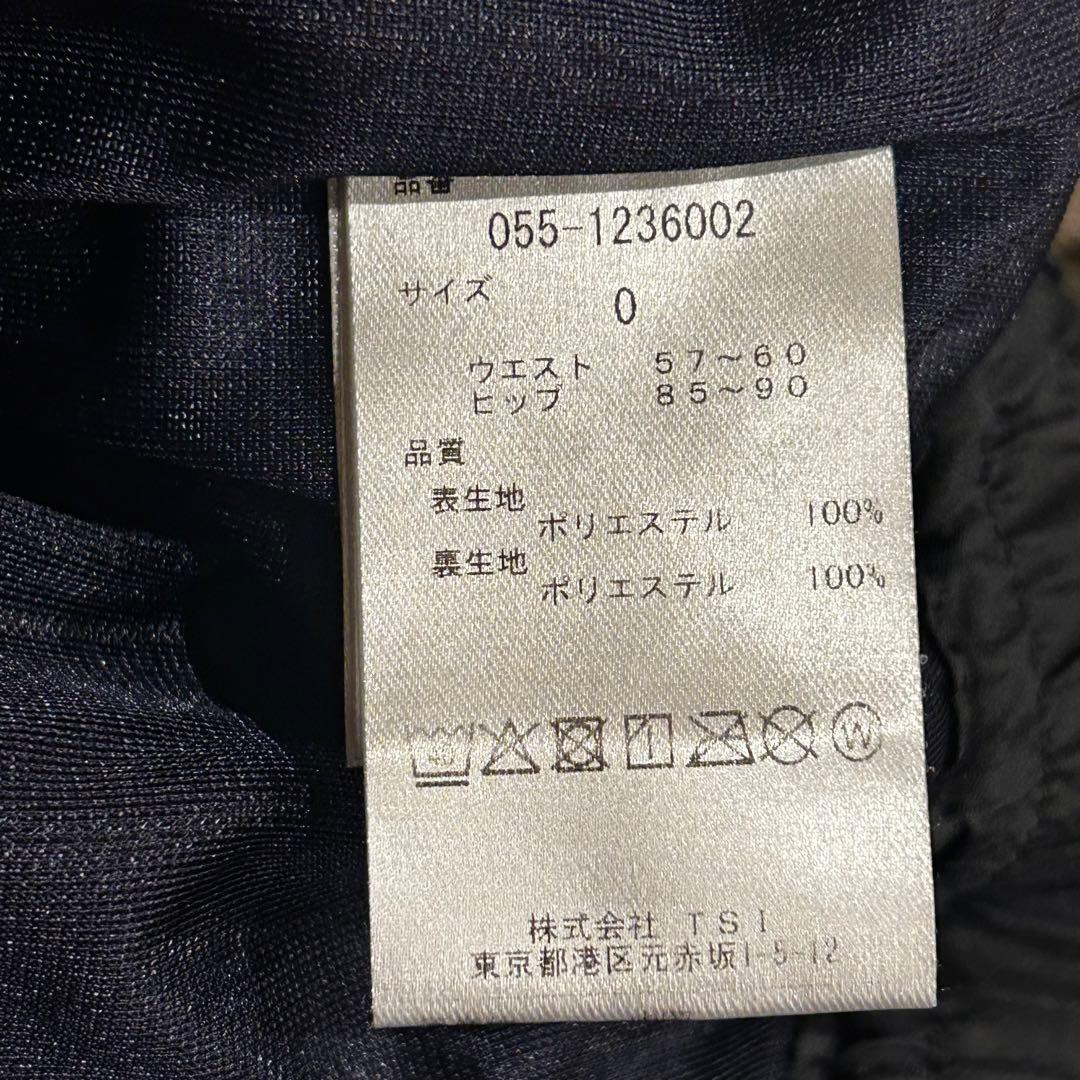 品番
055-1236002
サイズ 0
ウエスト 57～60
ヒップ 85～90
品質
表生地
ポリエステル 100%
裏生地
ポリエステル 100%
W
株式会社 TSI
東京都港区元赤坂1-5-12